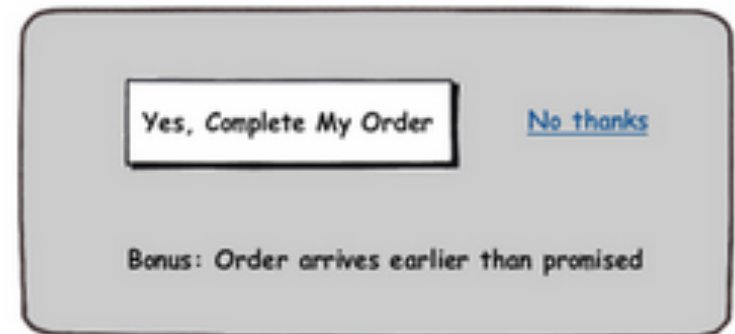 Yes, Complete My Order
No thanks
Bonus: Order arrives earlier than promised